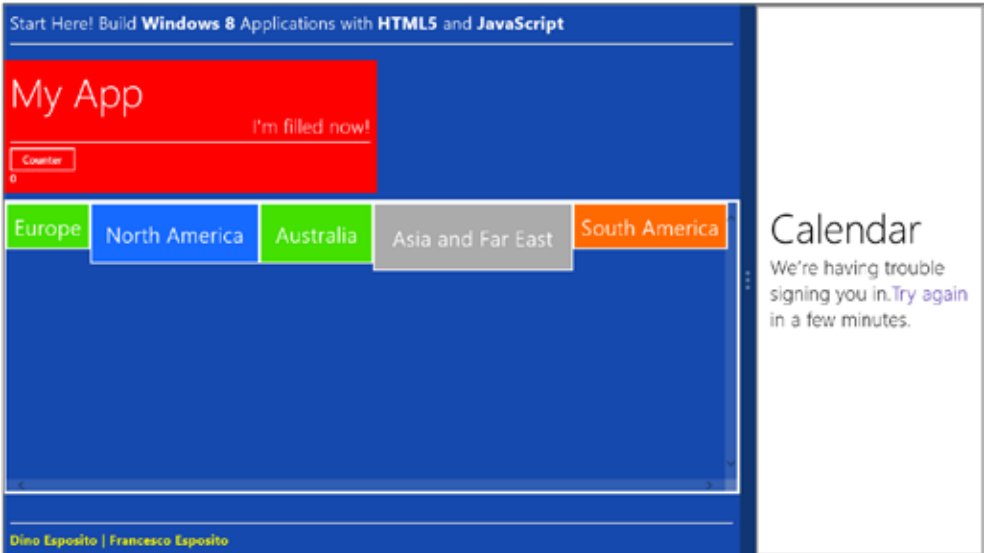 Start Here! Build Windows 8 Applications with HTML5 and JavaScript
My App
I'm filled now!
Counter
0
Europe
North America
Australia
Asia and Far East
South America
Dino Esposito | Francesco Esposito
Calendar
We're having trouble
signing you in.Try again
in a few minutes.